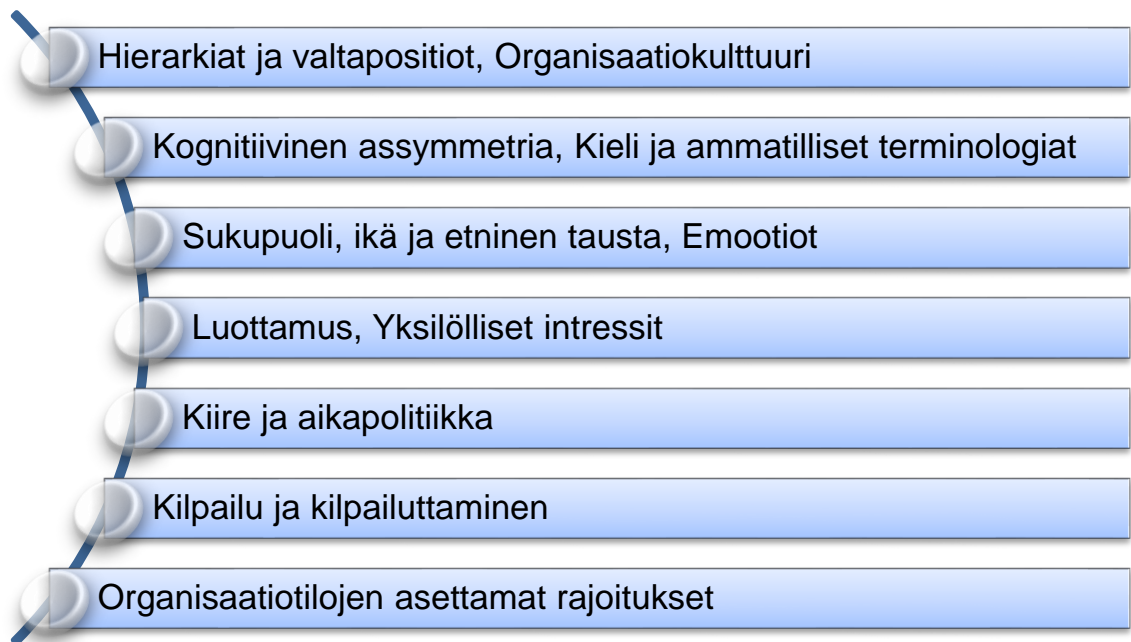 Hierarkiat ja valtapositiot, Organisaatiokulttuuri
Kognitiivinen assymmetria, Kieli ja ammatilliset terminologiat
Sukupuoli, ikä ja etninen tausta, Emootiot
Luottamus, Yksilölliset intressit
Kiire ja aikapolitiikka
Kilpailu ja kilpailuttaminen
Organisaatiotilojen asettamat rajoitukset